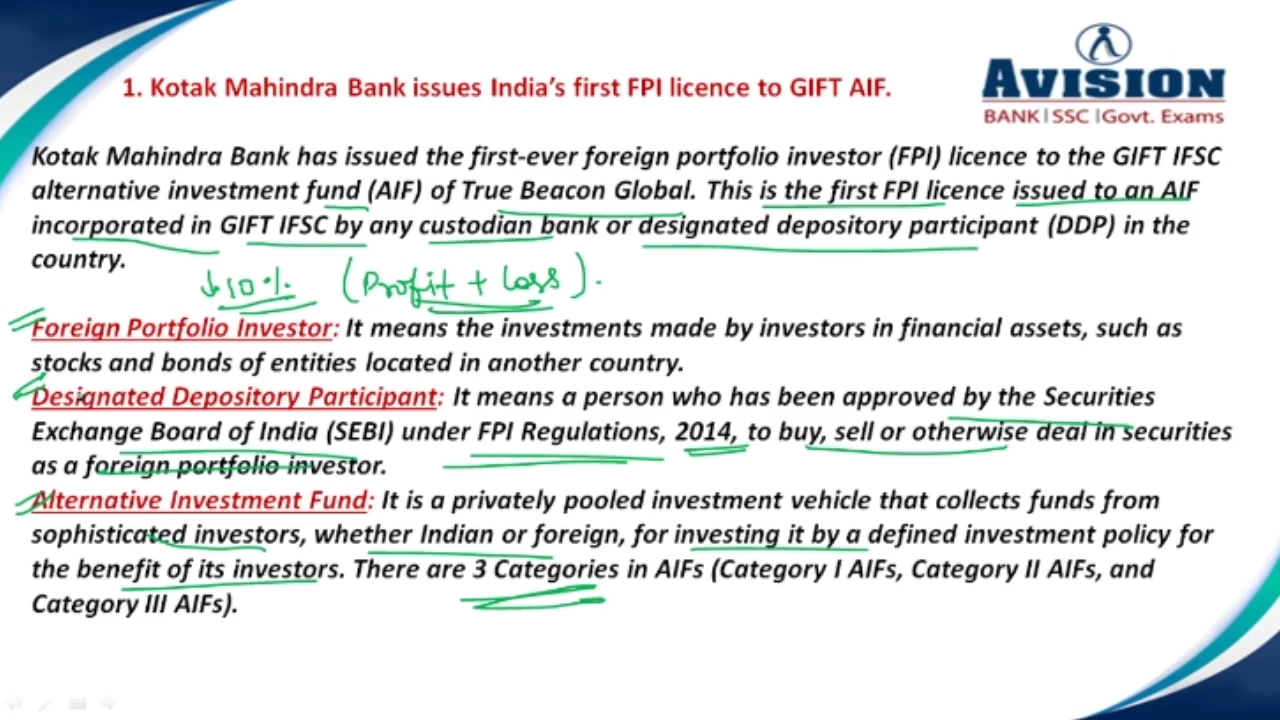 AVISION
BANK | SSC | Govt. Exams
1. Kotak Mahindra Bank issues India's first FPI licence to GIFT AIF.
Kotak Mahindra Bank has issued the first-ever foreign portfolio investor (FPI) licence to the GIFT IFSC
alternative investment fund (AIF) of True Beacon Global. This is the first FPI licence issued to an AIF
incorporated in GIFT IFSC by any custodian bank or designated depository participant (DDP) in the
country.
↓10% (Profit + Loss).
Foreign Portfolio Investor: It means the investments made by investors in financial assets, such as
stocks and bonds of entities located in another country.
Designated Depository Participant: It means a person who has been approved by the Securities
Exchange Board of India (SEBI) under FPI Regulations, 2014, to buy, sell or otherwise deal in securities
as a foreign portfolio investor.
Alternative Investment Fund: It is a privately pooled investment vehicle that collects funds from
sophisticated investors, whether Indian or foreign, for investing it by a defined investment policy for
the benefit of its investors. There are 3 Categories in AIFs (Category I AIFs, Category II AIFs, and
Category III AIFs).